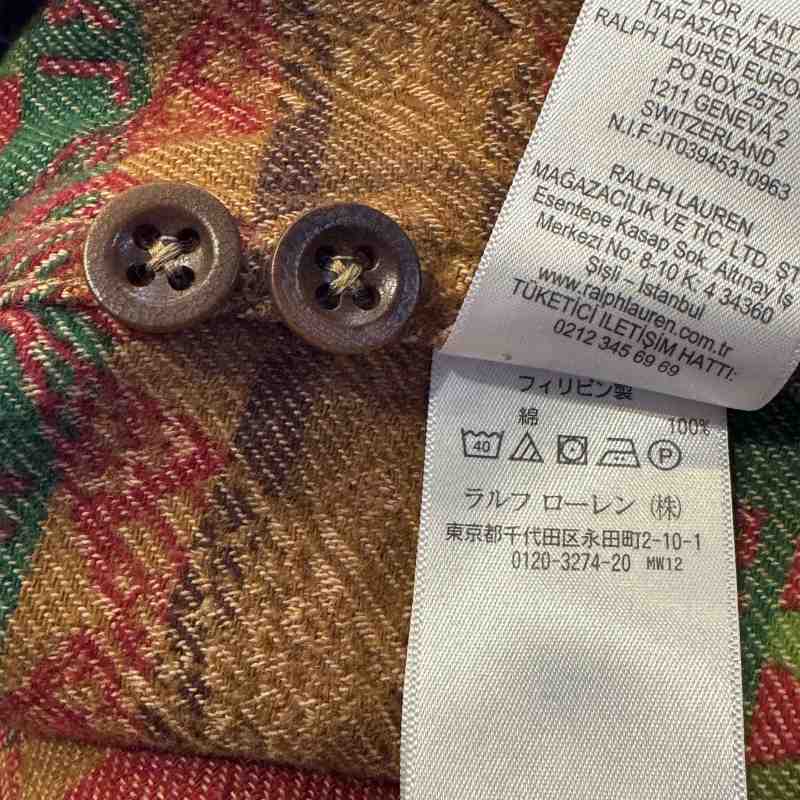 FOR / FAIT
ΠΑΡΑΣΚΕΥΑΖΕΤΑ
RALPH LAUREN EURO
PO BOX 2572
1211 GENEVA 2
SWITZERLAND
N.I.F.:IT03945310963
RALPH LAUREN
MAĞAZACILIK VE TİC. LTD. ŞT
Esentepe Kasap Sok. Altınay İş
Merkezi No: 8-10 K: 4 34360
Şişli - İstanbul
www.ralphlauren.com.tr
TÜKETİCİ İLETİŞİM HATTI:
0212 345 69 69
フィリピン製
綿 100%
40 P
ラルフ ローレン (株)
東京都千代田区永田町2-10-1
0120-3274-20 MW12